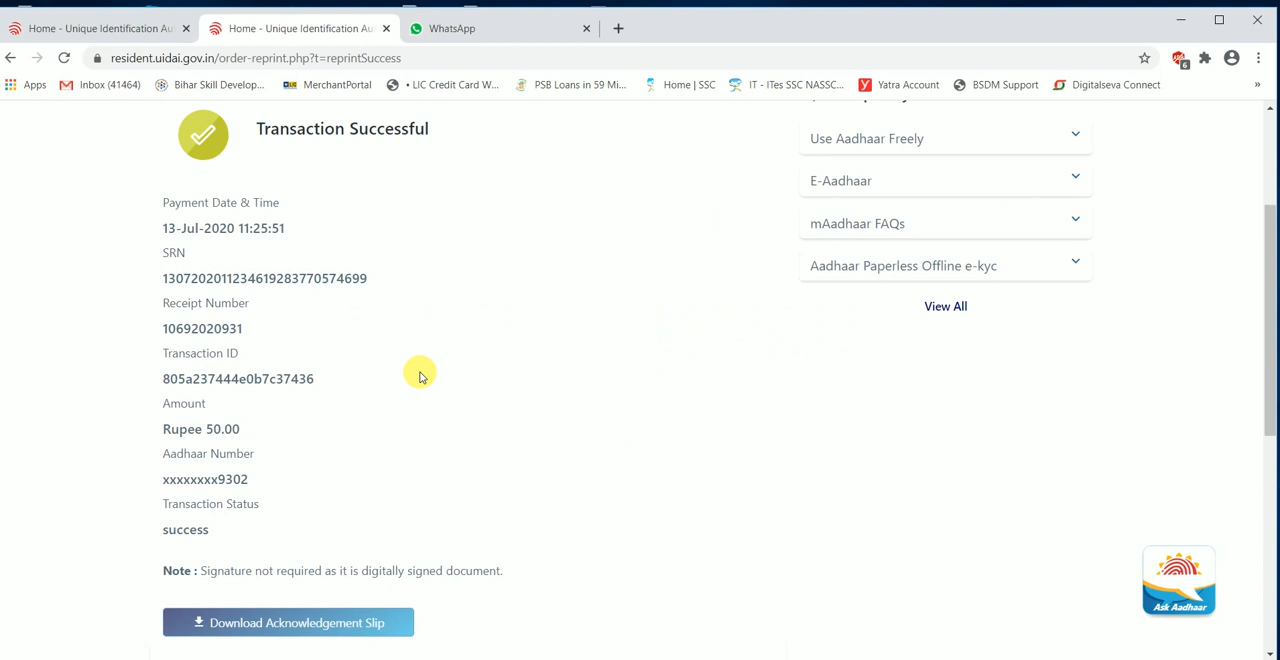 Home - Unique Identification Au
Home - Unique Identification Au
WhatsApp
resident.uidai.gov.in/order-reprint.php?t=reprintSuccess
Apps
Inbox (41464)
Bihar Skill Develop...
MerchantPortal
• LIC Credit Card W...
PSB Loans in 59 Mi...
Home | SSC
IT - ITes SSC NASSC...
Yatra Account
BSDM Support
Digitalseva Connect
»
Transaction Successful
Payment Date & Time
13-Jul-2020 11:25:51
SRN
1307202011234619283770574699
Receipt Number
10692020931
Transaction ID
805a237444e0b7c37436
Amount
Rupee 50.00
Aadhaar Number
xxxxxxxx9302
Transaction Status
success
Note : Signature not required as it is digitally signed document.
Download Acknowledgement Slip
Use Aadhaar Freely
E-Aadhaar
mAadhaar FAQs
Aadhaar Paperless Offline e-kyc
View All
Ask Aadhaar